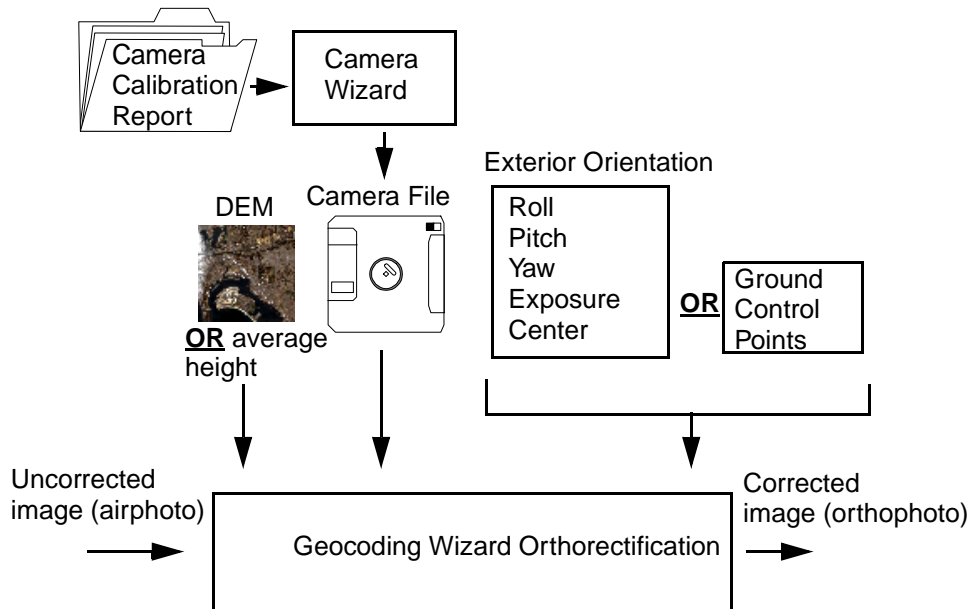 Camera
Calibration
Report
Camera
Wizard
Exterior Orientation
DEM
Camera File
Roll
Pitch
Yaw
Exposure
Center
OR
Ground
Control
Points
OR average
height
Uncorrected
image (airphoto)
Corrected
image (orthophoto)
Geocoding Wizard Orthorectification